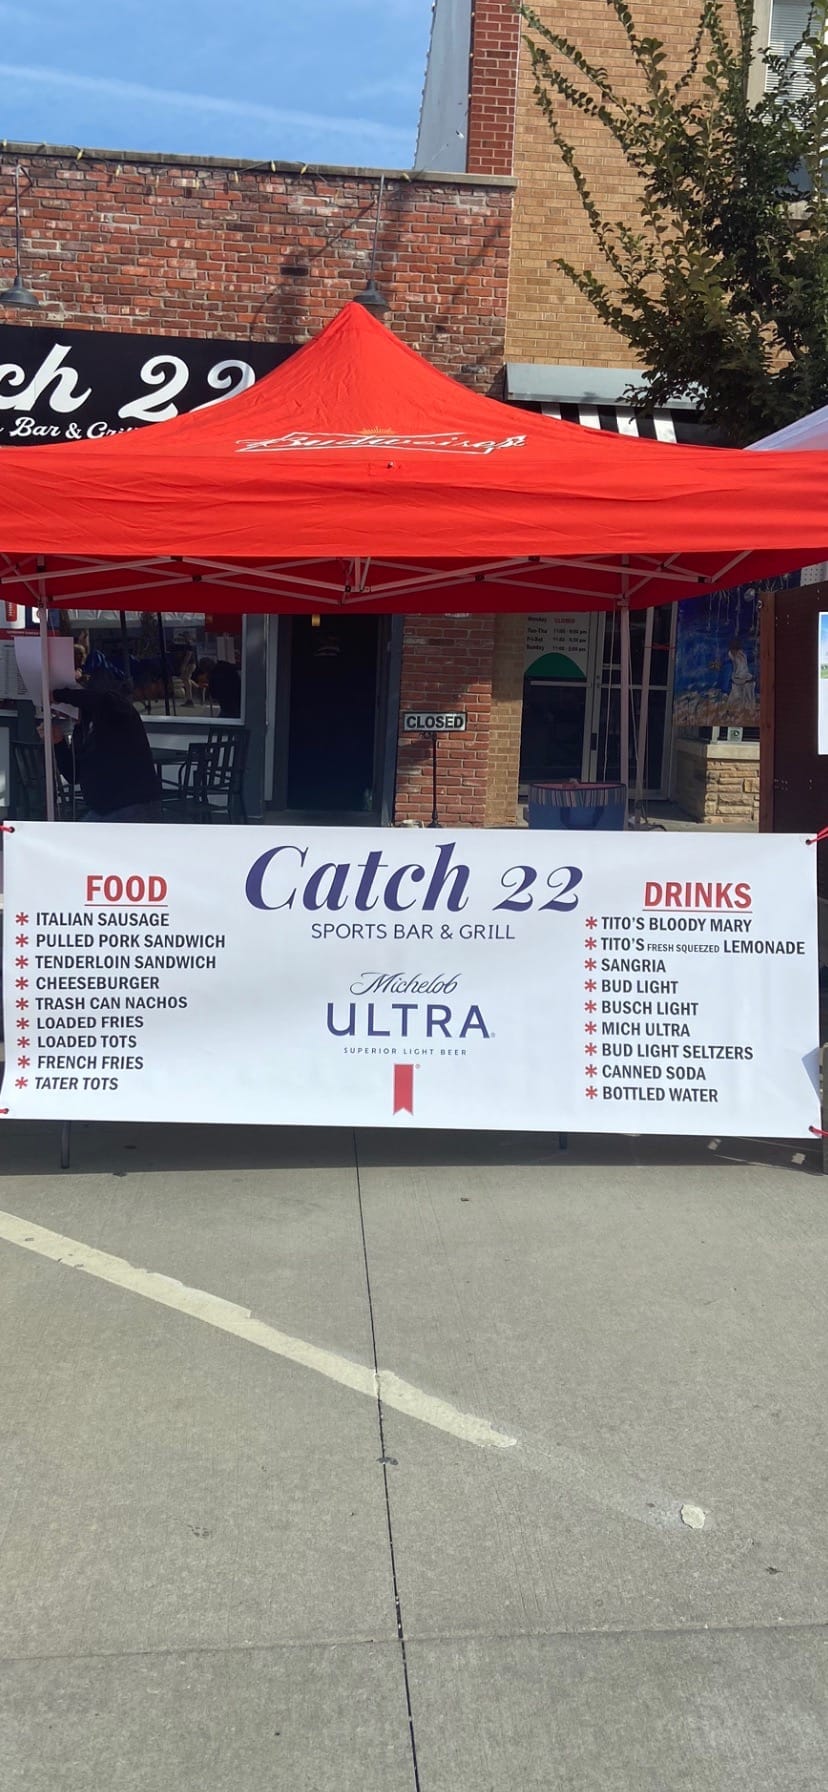 ch 22
Bar & Gri
Budweiser
Monday CLOSED
CLOSED
Catch 22
SPORTS BAR & GRILL
Michelob
ULTRA
SUPERIOR LIGHT BEER
FOOD
* ITALIAN SAUSAGE
* PULLED PORK SANDWICH
* TENDERLOIN SANDWICH
* CHEESEBURGER
* TRASH CAN NACHOS
* LOADED FRIES
* LOADED TOTS
* FRENCH FRIES
* TATER TOTS
DRINKS
* TITO'S BLOODY MARY
* TITO'S FRESH SQUEEZED LEMONADE
* SANGRIA
* BUD LIGHT
* BUSCH LIGHT
* MICH ULTRA
* BUD LIGHT SELTZERS
* CANNED SODA
* BOTTLED WATER